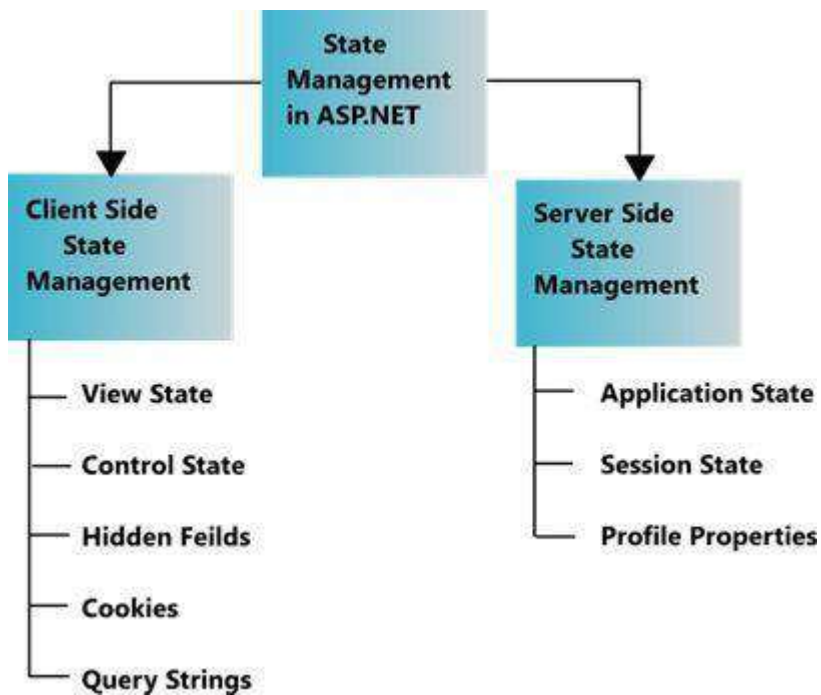 State
Management
in ASP.NET
Client Side
State
Management
Server Side
State
Management
View State
Control State
Hidden Feilds
Cookies
Query Strings
Application State
Session State
Profile Properties